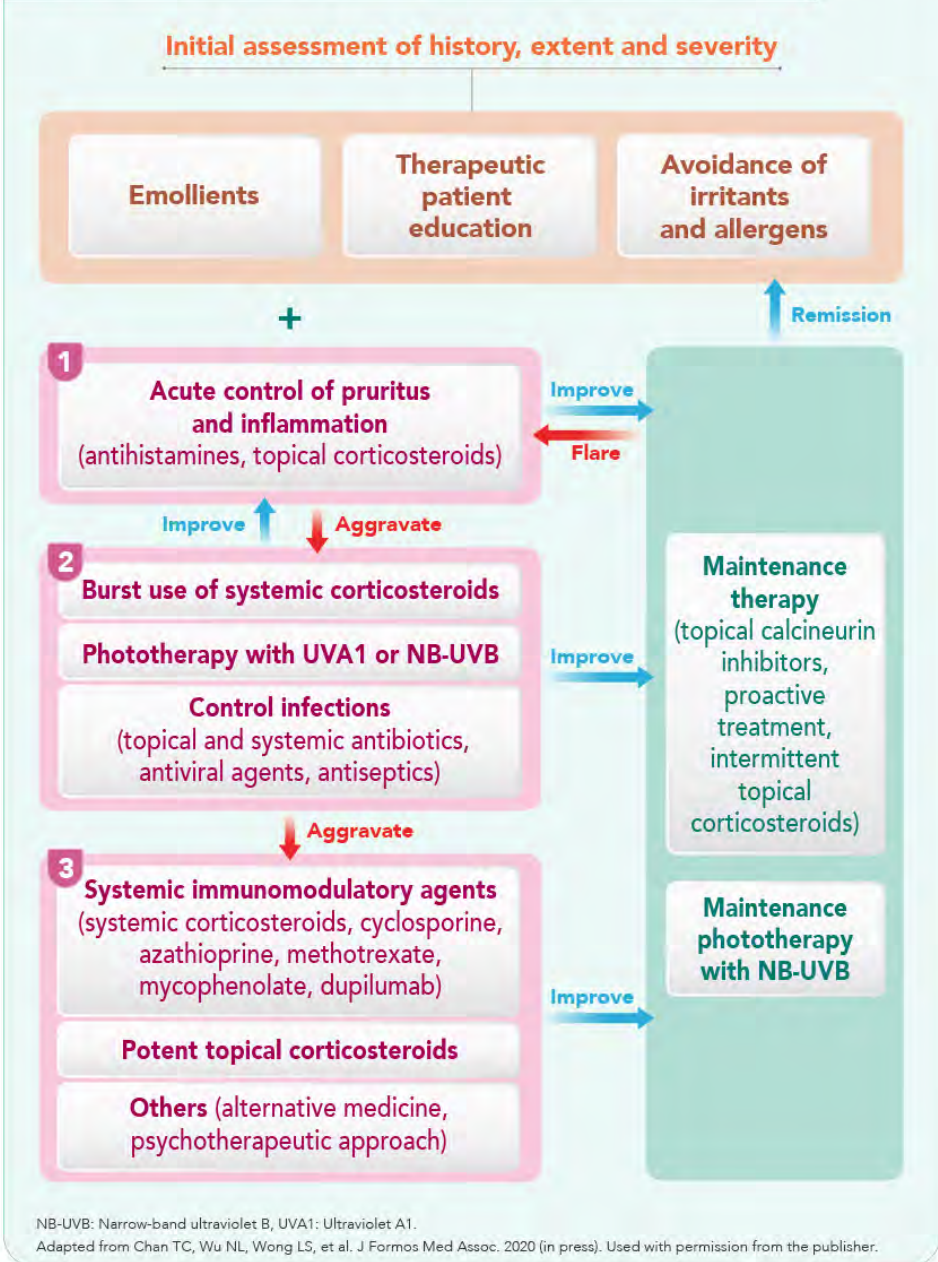 Initial assessment of history, extent and severity
Emollients
Therapeutic
patient
education
Avoidance of
irritants
and allergens
Remission
+
1
Acute control of pruritus
and inflammation
(antihistamines, topical corticosteroids)
Improve
Flare
Improve
Aggravate
2
Burst use of systemic corticosteroids
Phototherapy with UVA1 or NB-UVB
Control infections
(topical and systemic antibiotics,
antiviral agents, antiseptics)
Improve
Aggravate
3
Systemic immunomodulatory agents
(systemic corticosteroids, cyclosporine,
azathioprine, methotrexate,
mycophenolate, dupilumab)
Potent topical corticosteroids
Others (alternative medicine,
psychotherapeutic approach)
Improve
Maintenance
therapy
(topical calcineurin
inhibitors,
proactive
treatment,
intermittent
topical
corticosteroids)
Maintenance
phototherapy
with NB-UVB
NB-UVB: Narrow-band ultraviolet B, UVA1: Ultraviolet A1.
Adapted from Chan TC, Wu NL, Wong LS, et al. J Formos Med Assoc. 2020 (in press). Used with permission from the publisher.